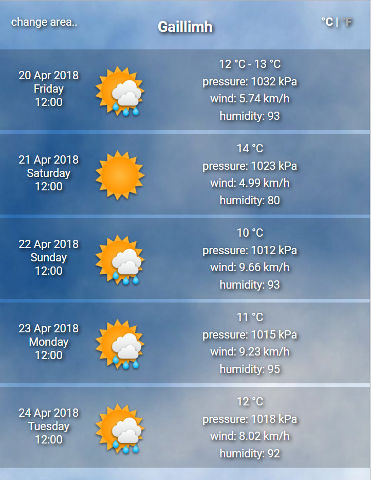 change area..
Gaillimh
°C | °F
20 Apr 2018
Friday
12:00
12 °C - 13 °C
pressure: 1032 kPa
wind: 5.74 km/h
humidity: 93
21 Apr 2018
Saturday
12:00
14 °C
pressure: 1023 kPa
wind: 4.99 km/h
humidity: 80
22 Apr 2018
Sunday
12:00
10 °C
pressure: 1012 kPa
wind: 9.66 km/h
humidity: 93
23 Apr 2018
Monday
12:00
11 °C
pressure: 1015 kPa
wind: 9.23 km/h
humidity: 95
24 Apr 2018
Tuesday
12:00
12 °C
pressure: 1018 kPa
wind: 8.02 km/h
humidity: 92